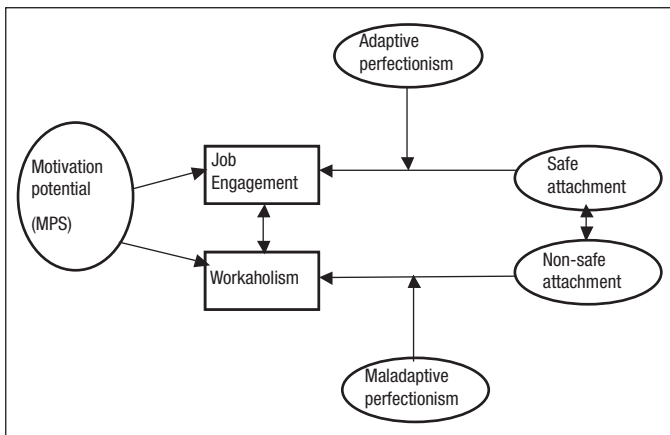 Adaptive
perfectionism
Motivation
potential
(MPS)
Job
Engagement
Safe
attachment
Workaholism
Non-safe
attachment
Maladaptive
perfectionism